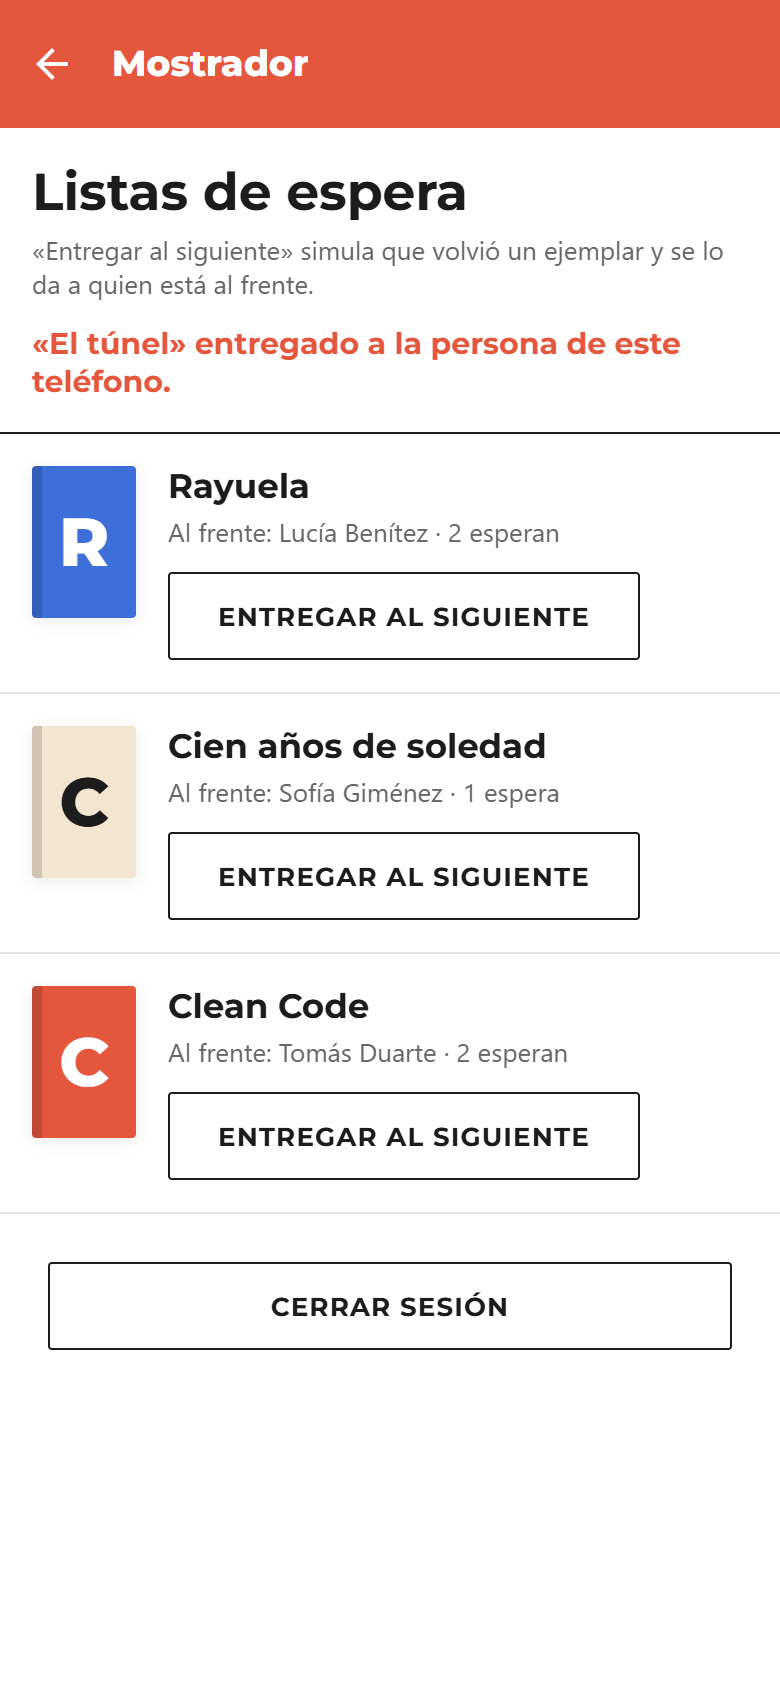 Mostrador
Listas de espera
«Entregar al siguiente» simula que volvió un ejemplar y se lo
da a quien está al frente.
«El túnel» entregado a la persona de este
teléfono.
R
Rayuela
Al frente: Lucía Benítez · 2 esperan
ENTREGAR AL SIGUIENTE
C
Cien años de soledad
Al frente: Sofía Giménez · 1 espera
ENTREGAR AL SIGUIENTE
C
Clean Code
Al frente: Tomás Duarte · 2 esperan
ENTREGAR AL SIGUIENTE
CERRAR SESIÓN